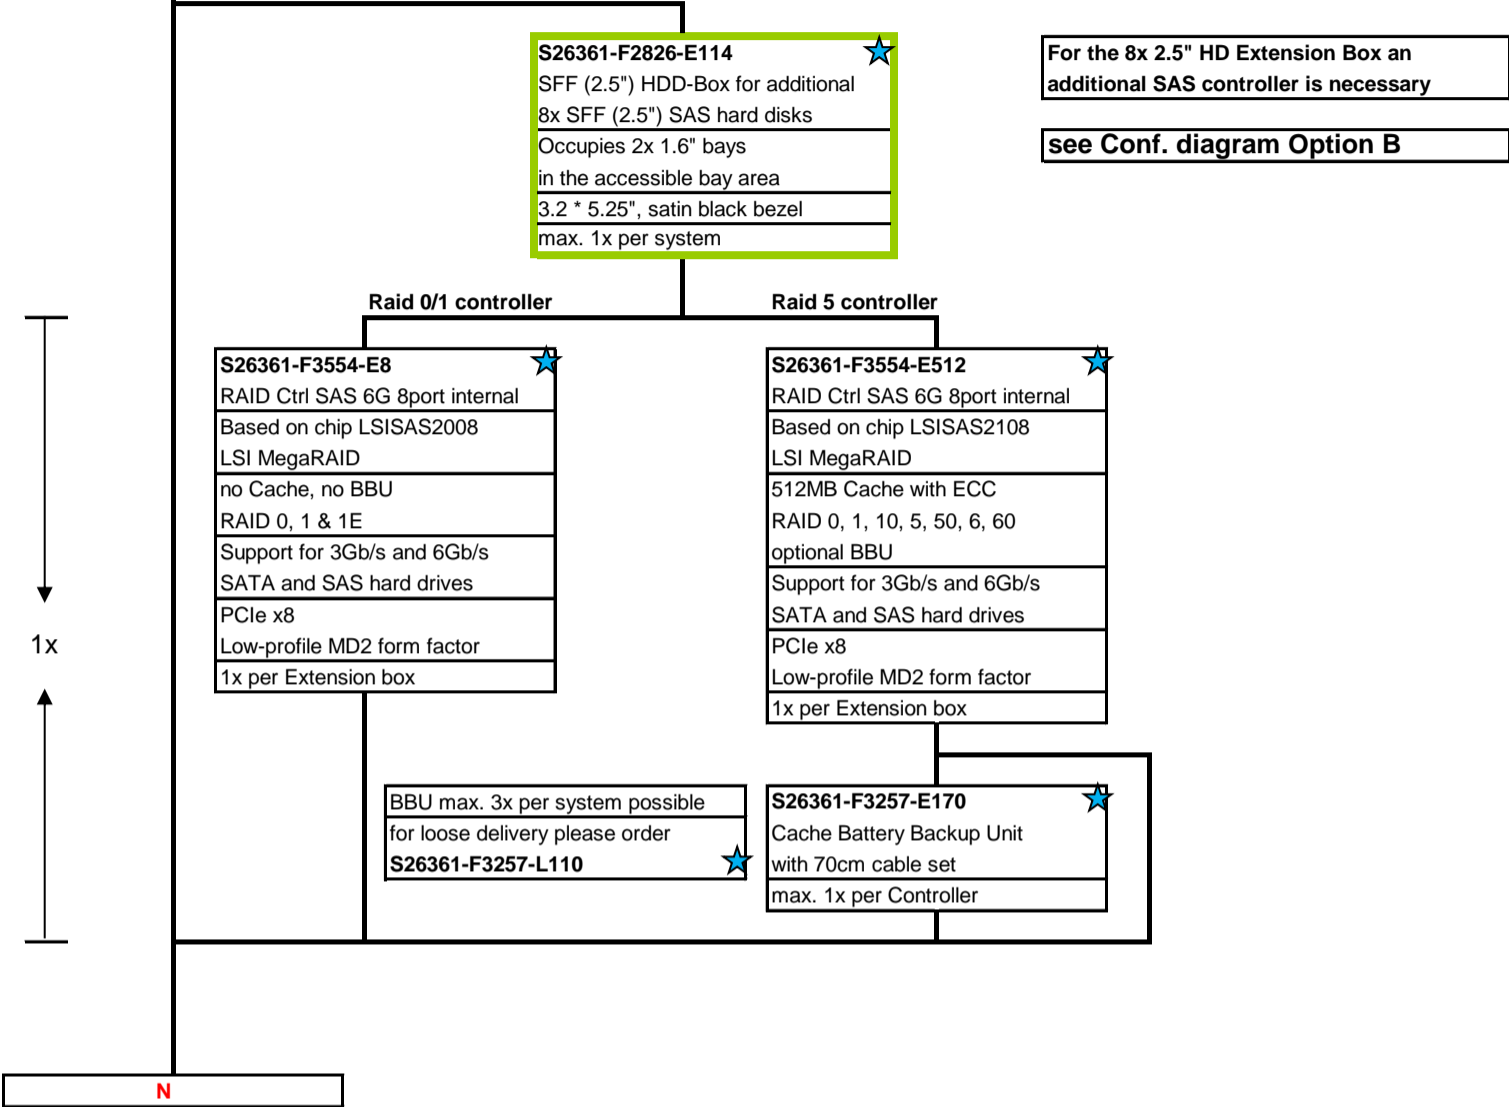 S26361-F2826-E114
SFF (2.5") HDD-Box for additional
8x SFF (2.5") SAS hard disks
Occupies 2x 1.6" bays
in the accessible bay area
3.2 * 5.25", satin black bezel
max. 1x per system
For the 8x 2.5" HD Extension Box an
additional SAS controller is necessary
see Conf. diagram Option B
Raid 0/1 controller
Raid 5 controller
S26361-F3554-E8
RAID Ctrl SAS 6G 8port internal
Based on chip LSISAS2008
LSI MegaRAID
no Cache, no BBU
RAID 0, 1 & 1E
Support for 3Gb/s and 6Gb/s
SATA and SAS hard drives
PCIe x8
Low-profile MD2 form factor
1x per Extension box
S26361-F3554-E512
RAID Ctrl SAS 6G 8port internal
Based on chip LSISAS2108
LSI MegaRAID
512MB Cache with ECC
RAID 0, 1, 10, 5, 50, 6, 60
optional BBU
Support for 3Gb/s and 6Gb/s
SATA and SAS hard drives
PCIe x8
Low-profile MD2 form factor
1x per Extension box
1x
BBU max. 3x per system possible
for loose delivery please order
S26361-F3257-L110
S26361-F3257-E170
Cache Battery Backup Unit
with 70cm cable set
max. 1x per Controller
N